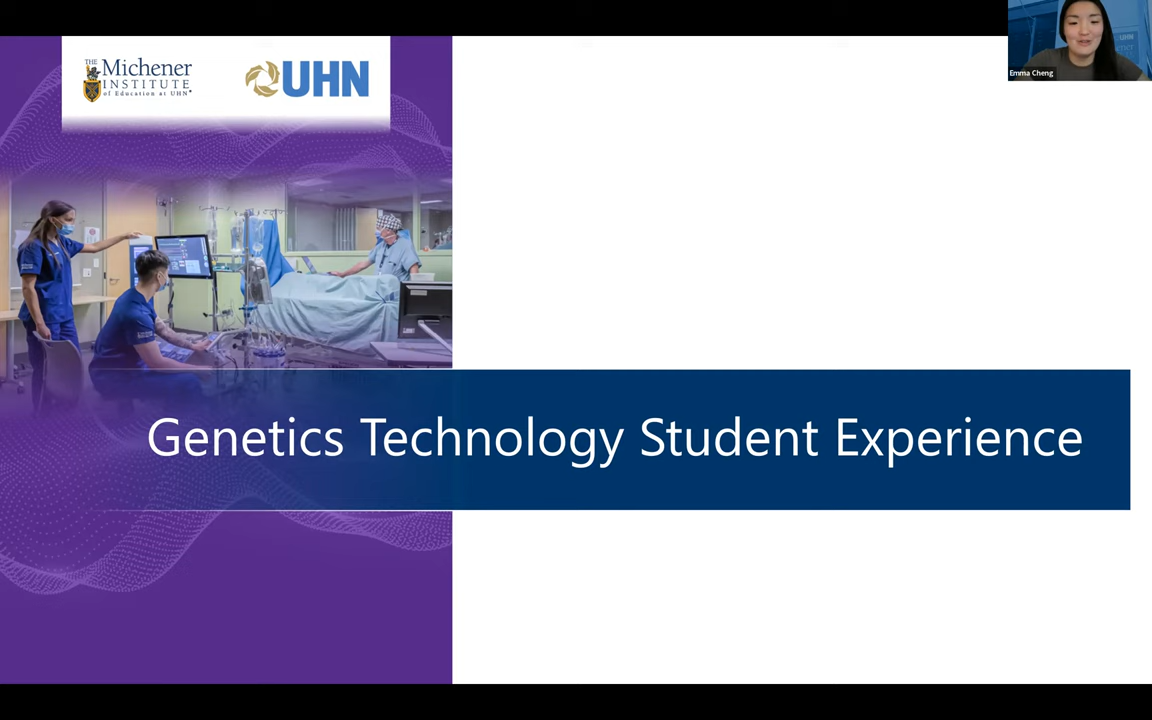 THE Michener
INSTITUTE
of Education at UHN
UHN
Emma Cheng
Genetics Technology Student Experience